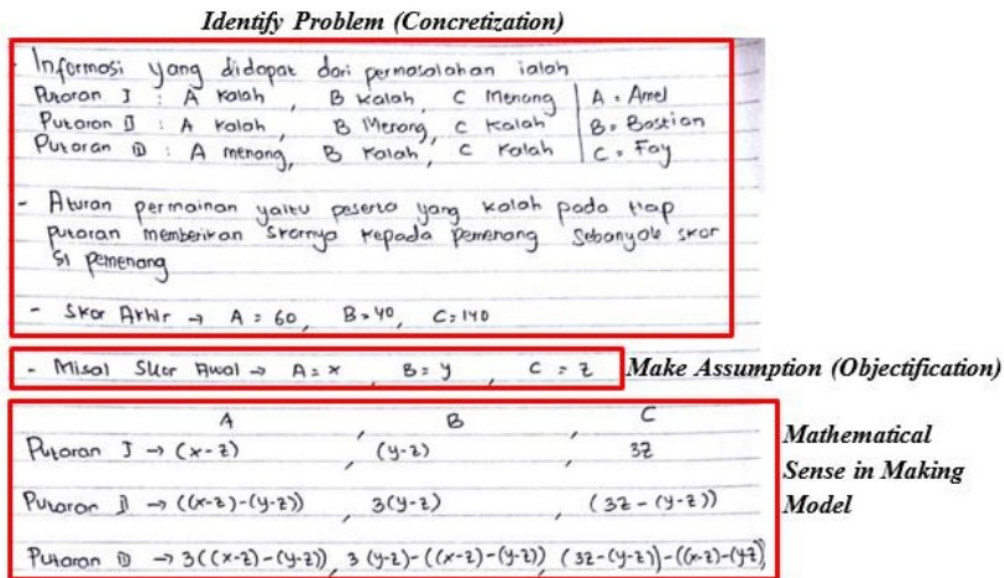 Identify Problem (Concretization)
- Informasi yang didapat dari permasalahan ialah
Putaran I : A kalah , B kalah, C Menang | A = Amel
Putaran II : A kalah, B Menang, C kalah | B = Bastian
Putaran III : A menang, B kalah, C kalah | C = Fay
- Aturan permainan yaitu peserta yang kalah pada tiap
putaran memberikan skornya kepada pemenang sebanyak skor
si pemenang
- Skor Akhir → A = 60, B = 40, C = 140
- Misal Skor Awal → A = x , B = y , C = z Make Assumption (Objectification)
A , B , C
Putaran I → (x-z) , (y-z) , 3z
Mathematical
Sense in Making
Putaran II → ((x-z)-(y-z)) , 3(y-z) , (3z-(y-z))
Model
Putaran III → 3((x-z)-(y-z)), 3(y-z)-((x-z)-(y-z)) , (3z-(y-z))-((x-z)-(y-z))